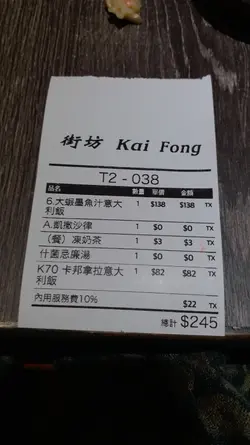 街坊 Kai Fong
T2 - 038
品名 數量 單價 金額
6.大蝦墨魚汁意大 1 $138 $138 TX
利飯
A.凱撒沙律 1 $0 $0 TX
（餐）凍奶茶 1 $3 $3 TX
什菌忌廉湯 1 $0 $0 TX
K70 卡邦拿拉意大 1 $82 $82 TX
利飯
內用服務費10% $22 TX
總計 $245